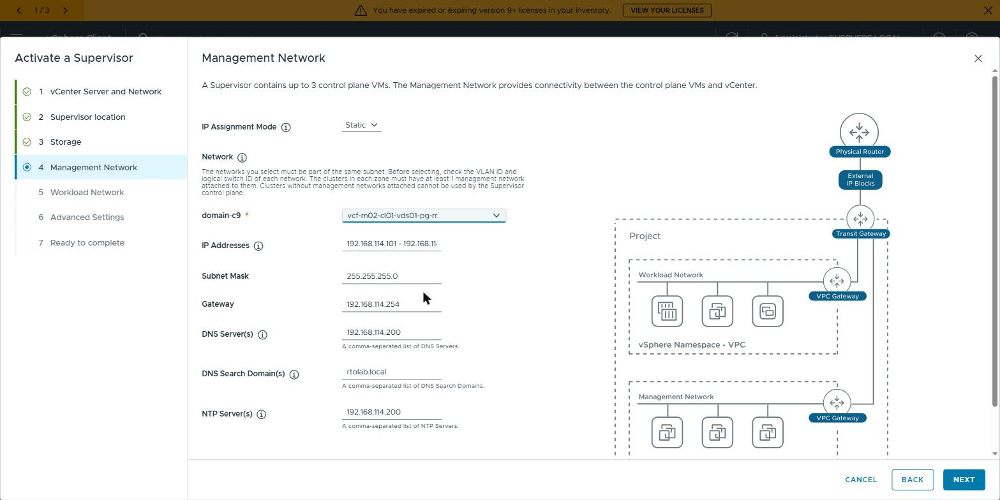 1 / 3
You have expired or expiring version 9+ licenses in your inventory.
VIEW YOUR LICENSES
vSphere Client
Administrator@VSPHERE.LOCAL
Activate a Supervisor
1 vCenter Server and Network
2 Supervisor location
3 Storage
4 Management Network
5 Workload Network
6 Advanced Settings
7 Ready to complete
Management Network
A Supervisor contains up to 3 control plane VMs. The Management Network provides connectivity between the control plane VMs and vCenter.
IP Assignment Mode
Static
Network
The networks you select must be part of the same subnet. Before selecting, check the VLAN ID and
logical switch ID of each network. The clusters in each zone must have at least 1 management network
attached to them. Clusters without management networks attached cannot be used by the Supervisor
control plane.
domain-c9 *
vcf-m02-cl01-vds01-pg-
IP Addresses
192.168.114.101 - 192.168.11
Subnet Mask
255.255.255.0
Gateway
192.168.114.254
DNS Server(s)
192.168.114.200
A comma-separated list of DNS Servers.
DNS Search Domain(s)
rtolab.local
A comma-separated list of DNS Search Domains.
NTP Server(s)
192.168.114.200
A comma-separated list of NTP Servers.
Physical Router
External
IP Blocks
Transit Gateway
Project
Workload Network
VPC Gateway
vSphere Namespace - VPC
Management Network
VPC Gateway
CANCEL
BACK
NEXT